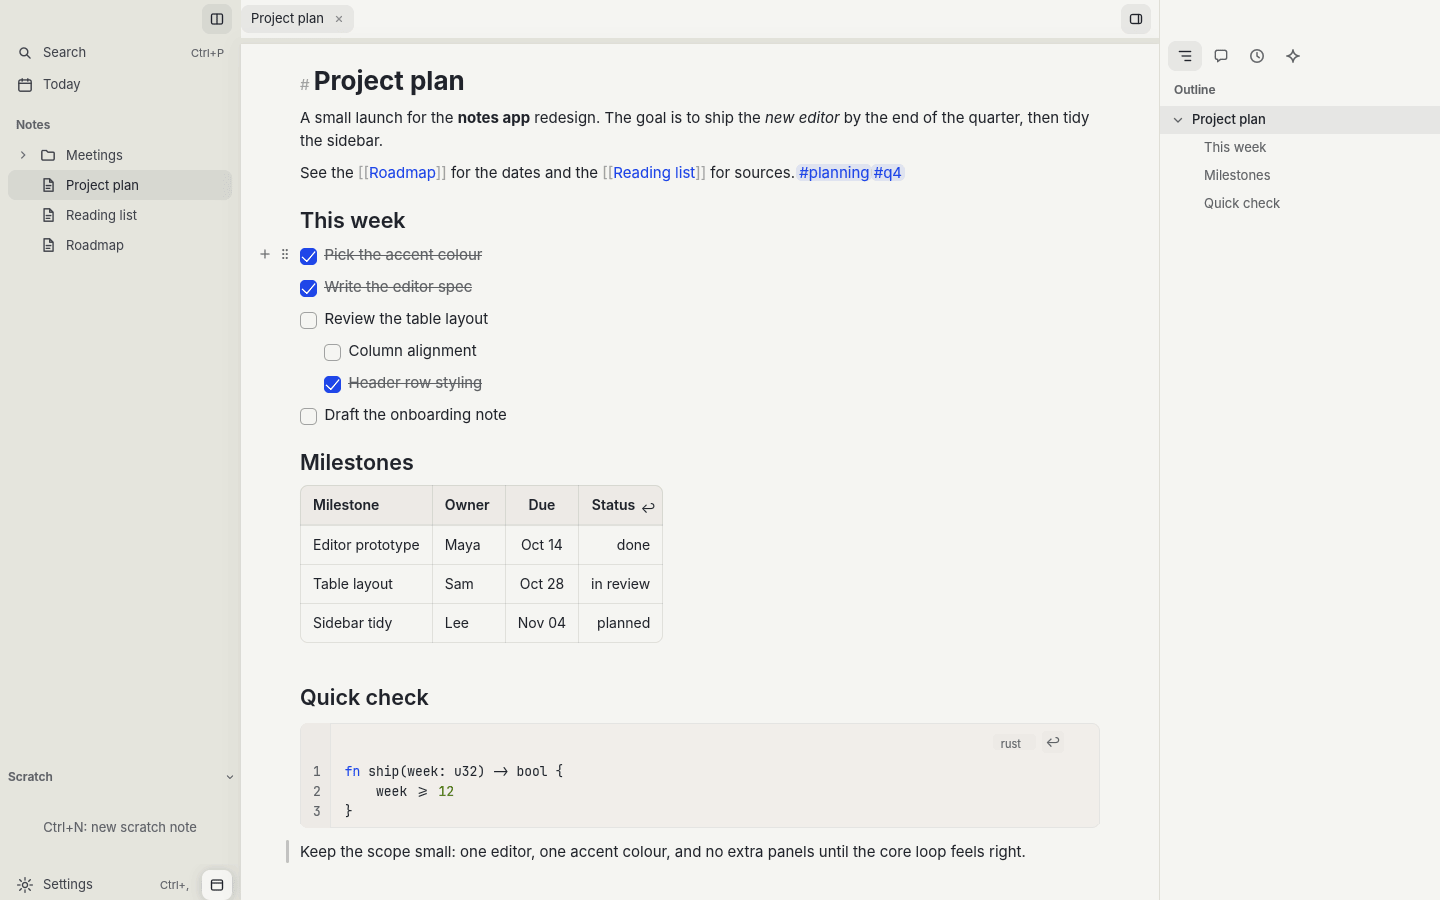 Project plan
Search Ctrl+P
Today
Notes
Meetings
Project plan
Reading list
Roadmap
Scratch
Ctrl+N: new scratch note
Settings Ctrl+,
# Project plan
A small launch for the notes app redesign. The goal is to ship the new editor by the end of the quarter, then tidy
the sidebar.
See the [[Roadmap]] for the dates and the [[Reading list]] for sources. #planning #q4
This week
Pick the accent colour
Write the editor spec
Review the table layout
Column alignment
Header row styling
Draft the onboarding note
Milestones
Milestone Owner Due Status
Editor prototype Maya Oct 14 done
Table layout Sam Oct 28 in review
Sidebar tidy Lee Nov 04 planned
Quick check
rust
1 fn ship(week: u32) -> bool {
2 week >= 12
3 }
Keep the scope small: one editor, one accent colour, and no extra panels until the core loop feels right.
Outline
Project plan
This week
Milestones
Quick check